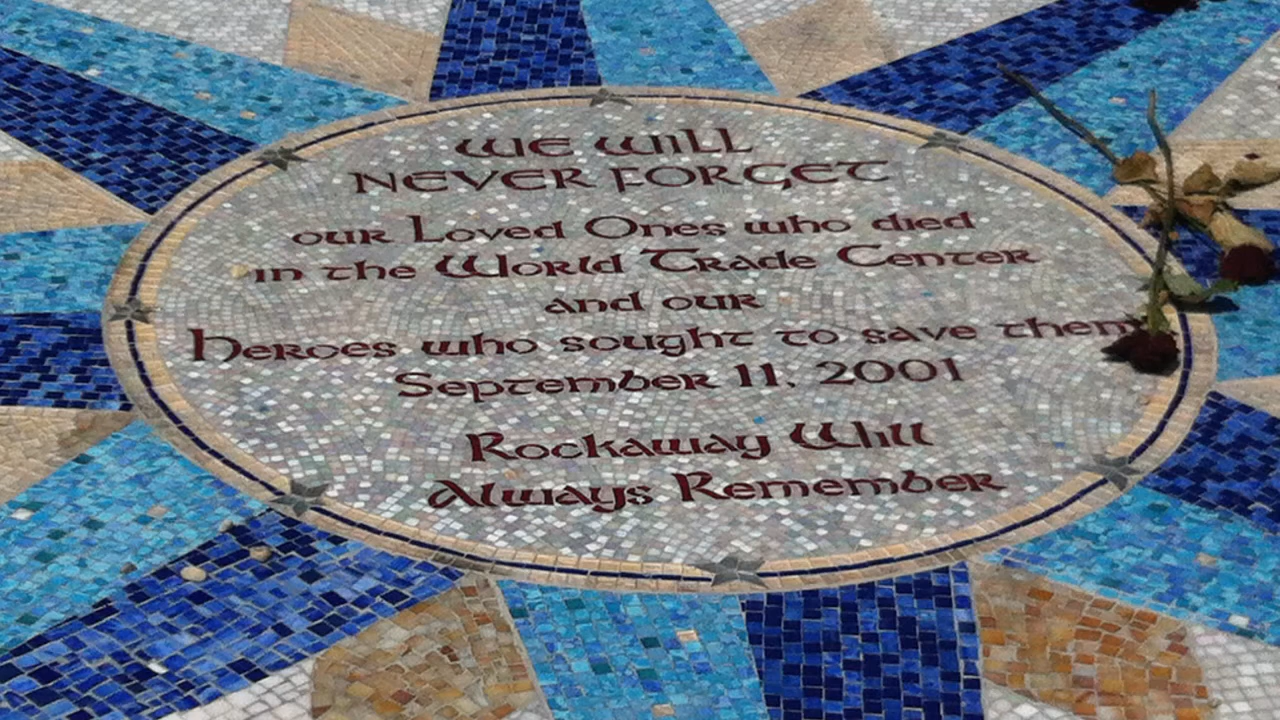 WE WILL
NEVER FORGET
our Loved Ones who died
in the World Trade Center
and our
Heroes who sought to save them
September 11, 2001
Rockaway Will
Always Remember